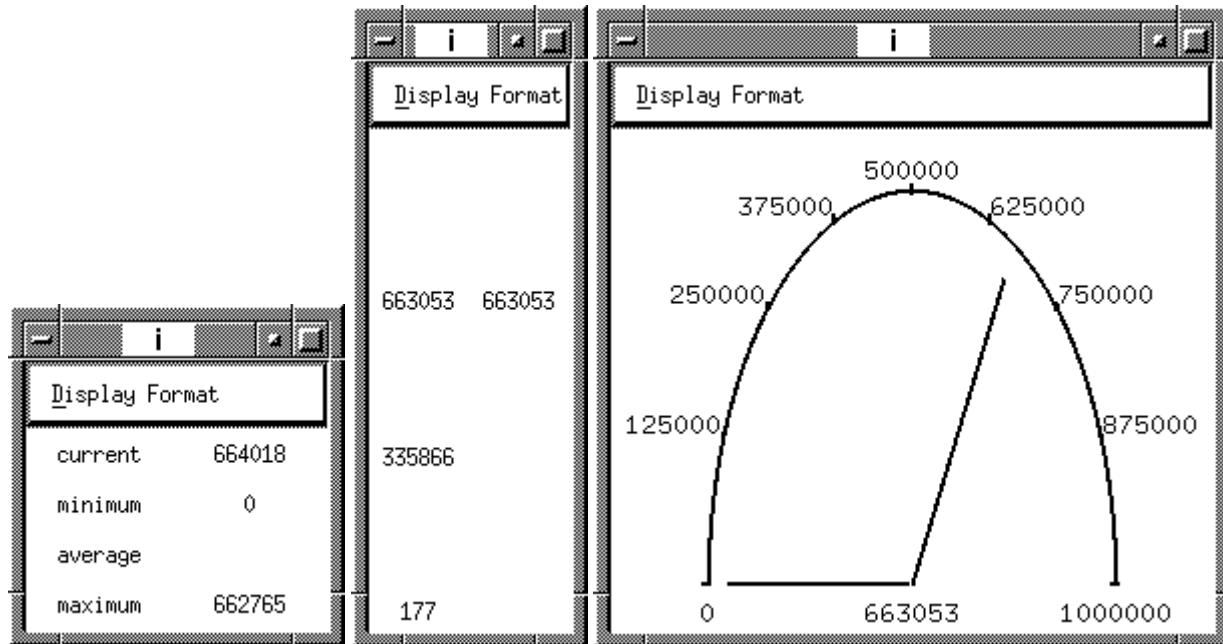 i
Display Format
current 664018
minimum 0
average
maximum 662765
i
Display Format
663053 663053
335866
177
i
Display Format
500000
375000 625000
250000 750000
125000 875000
0 663053 1000000